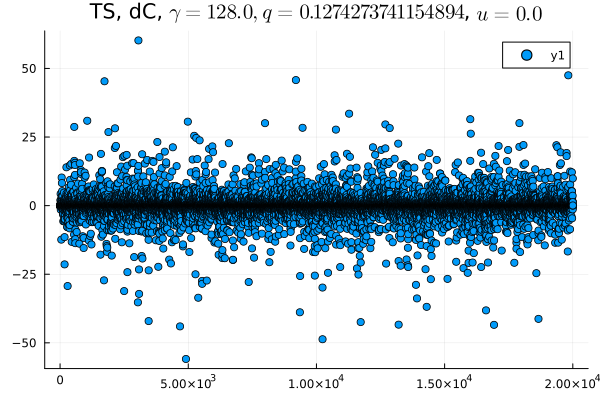 TS, dC, γ = 128.0, q = 0.1274273741154894, u = 0.0
y1
50
25
0
−25
−50
0 5.00×10³ 1.00×10⁴ 1.50×10⁴ 2.00×10⁴